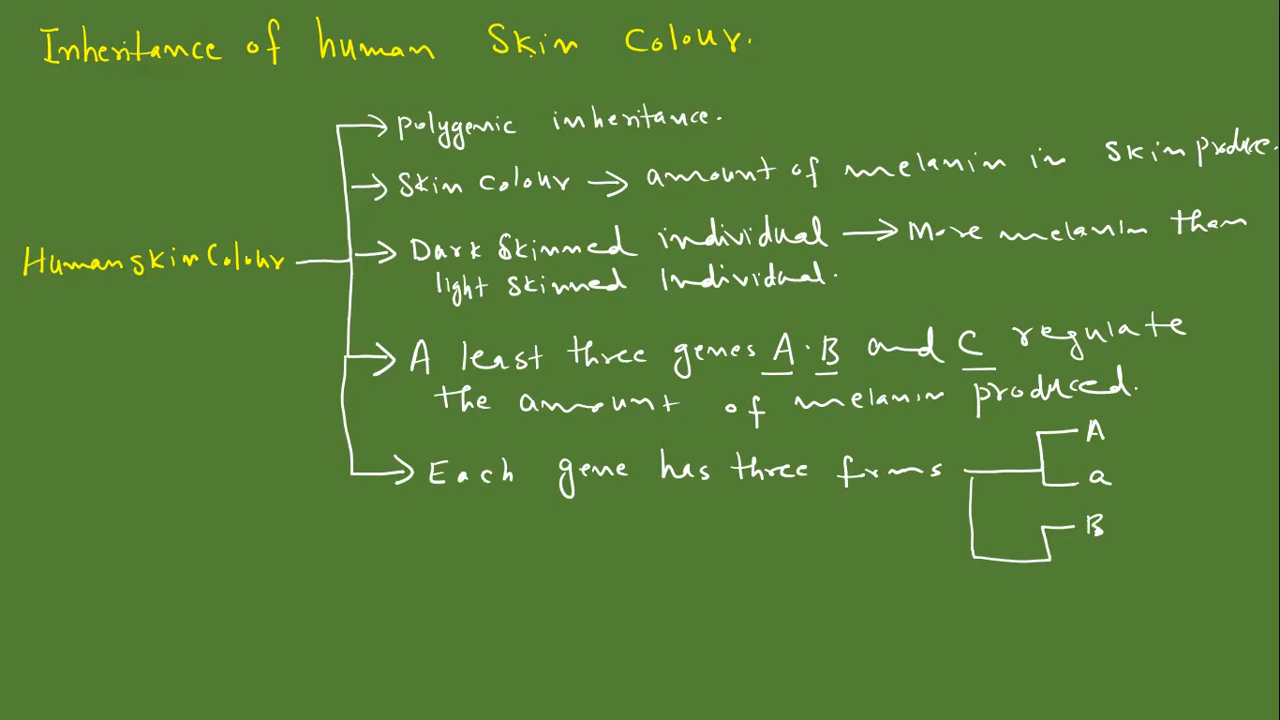 Inheritance of human Skin Colour.
Polygenic inheritance.
Skin Colour → amount of melanin in skin produce.
Human skin Colour
Dark Skinned individual → More melanin than
light skinned Individual.
A least three genes A. B and C regulate
the amount of melanin produced.
Each gene has three forms
A
a
B